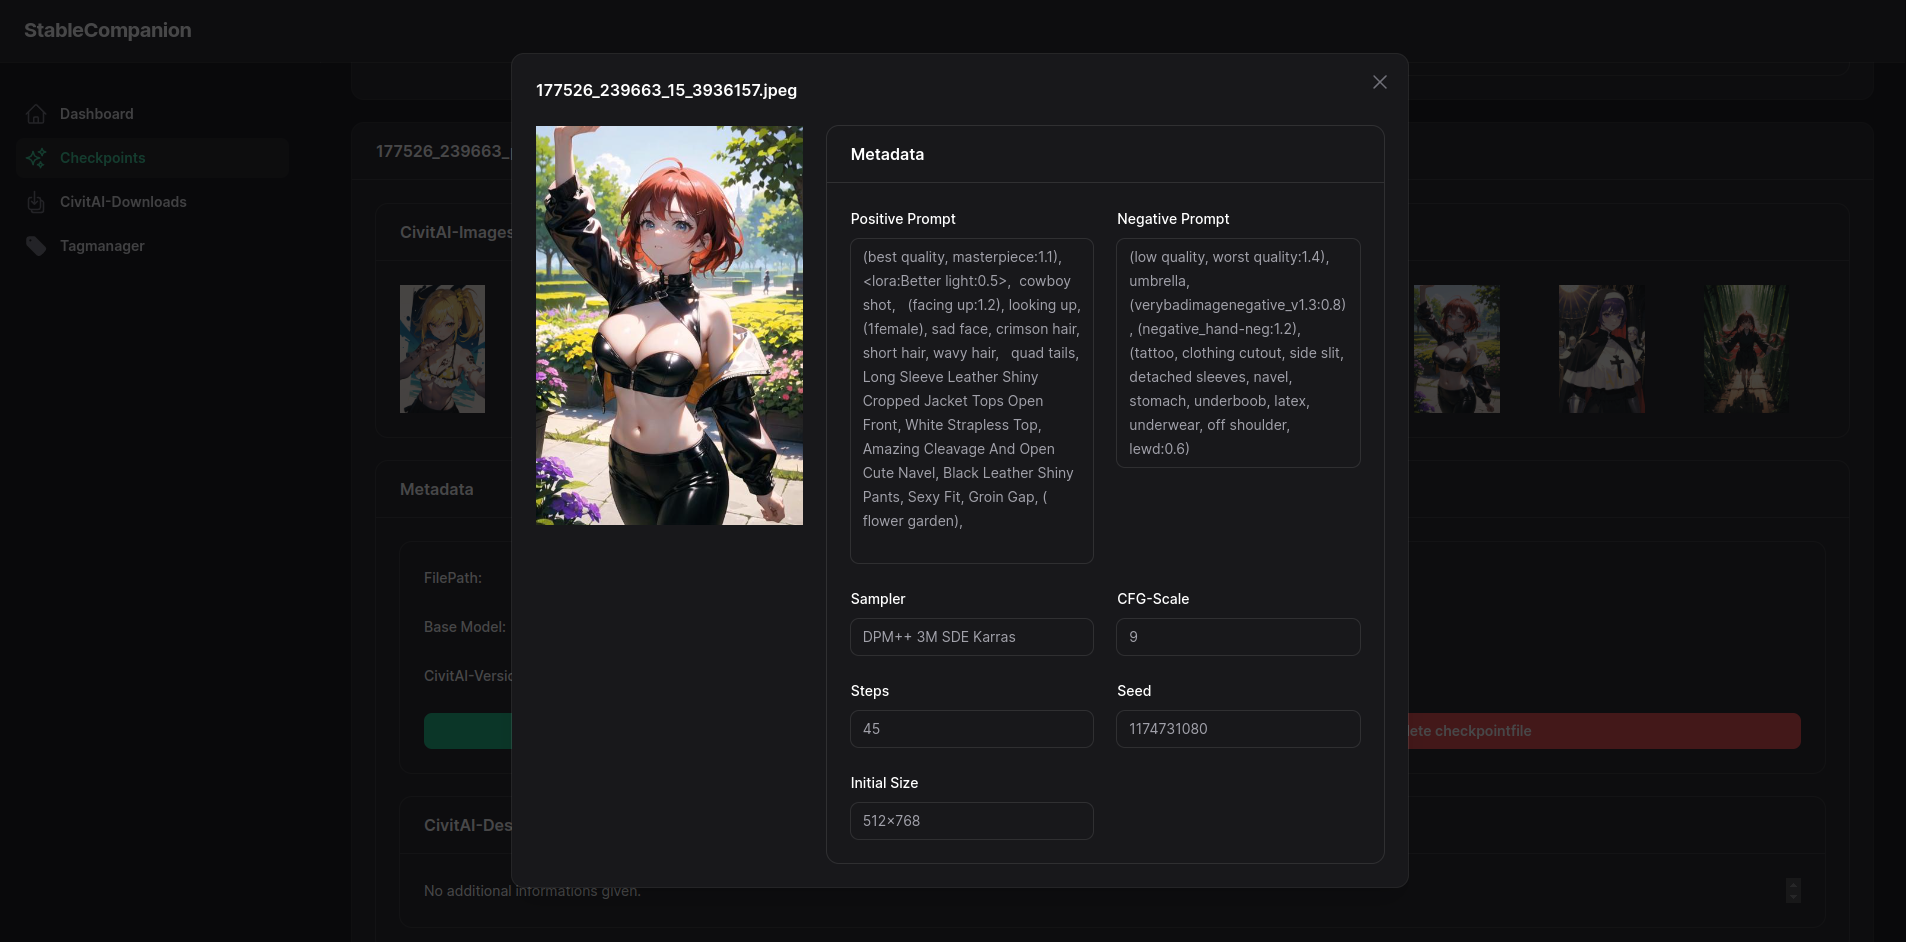 StableCompanion
Dashboard
Checkpoints
CivitAI-Downloads
Tagmanager
177526_239663_
CivitAI-Images
Metadata
FilePath:
Base Model:
CivitAI-Versio
lete checkpointfile
CivitAI-Des
No additional informations given.
177526_239663_15_3936157.jpeg
Metadata
Positive Prompt
(best quality, masterpiece:1.1),
<lora:Better light:0.5>,  cowboy
shot,   (facing up:1.2), looking up,
(1female), sad face, crimson hair,
short hair, wavy hair,   quad tails,
Long Sleeve Leather Shiny
Cropped Jacket Tops Open
Front, White Strapless Top,
Amazing Cleavage And Open
Cute Navel, Black Leather Shiny
Pants, Sexy Fit, Groin Gap, (
flower garden),
Negative Prompt
(low quality, worst quality:1.4),
umbrella,
(verybadimagenegative_v1.3:0.8)
, (negative_hand-neg:1.2),
(tattoo, clothing cutout, side slit,
detached sleeves, navel,
stomach, underboob, latex,
underwear, off shoulder,
lewd:0.6)
Sampler
DPM++ 3M SDE Karras
CFG-Scale
9
Steps
45
Seed
1174731080
Initial Size
512x768